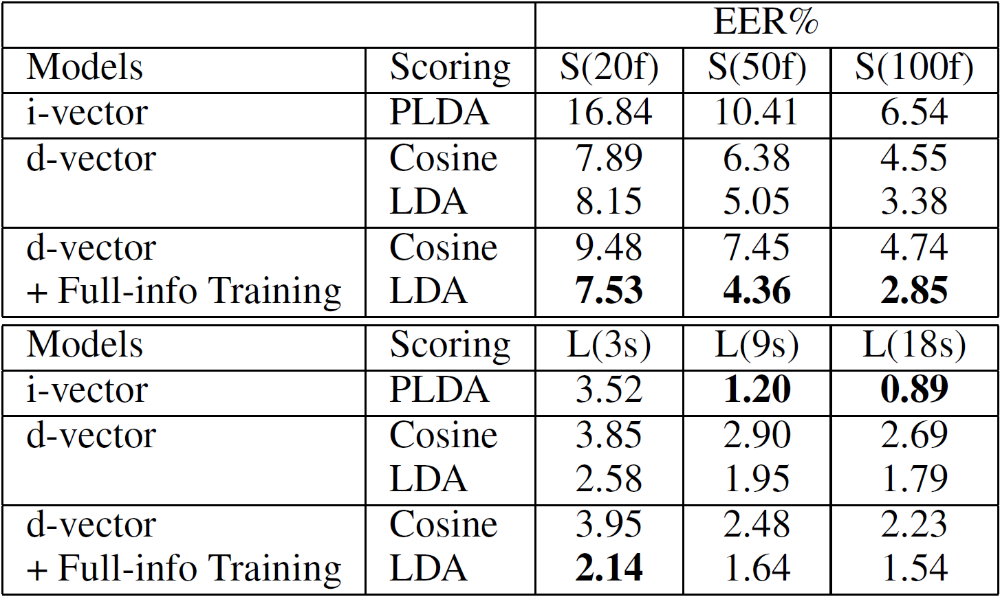 EER%
Models Scoring S(20f) S(50f) S(100f)
i-vector PLDA 16.84 10.41 6.54
d-vector Cosine 7.89 6.38 4.55
LDA 8.15 5.05 3.38
d-vector Cosine 9.48 7.45 4.74
+ Full-info Training LDA 7.53 4.36 2.85
Models Scoring L(3s) L(9s) L(18s)
i-vector PLDA 3.52 1.20 0.89
d-vector Cosine 3.85 2.90 2.69
LDA 2.58 1.95 1.79
d-vector Cosine 3.95 2.48 2.23
+ Full-info Training LDA 2.14 1.64 1.54